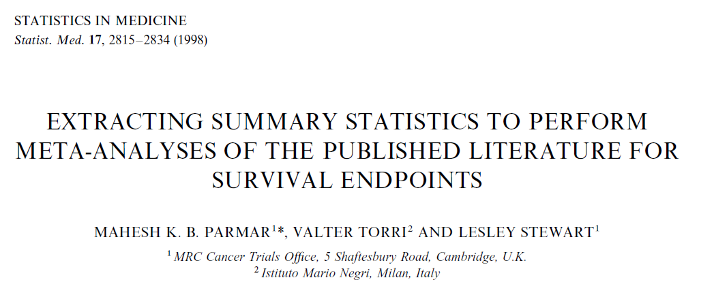 STATISTICS IN MEDICINE
Statist. Med. 17, 2815–2834 (1998)
EXTRACTING SUMMARY STATISTICS TO PERFORM
META-ANALYSES OF THE PUBLISHED LITERATURE FOR
SURVIVAL ENDPOINTS
MAHESH K. B. PARMAR¹*, VALTER TORRI² AND LESLEY STEWART¹
¹ MRC Cancer Trials Office, 5 Shaftesbury Road, Cambridge, U.K.
² Istituto Mario Negri, Milan, Italy